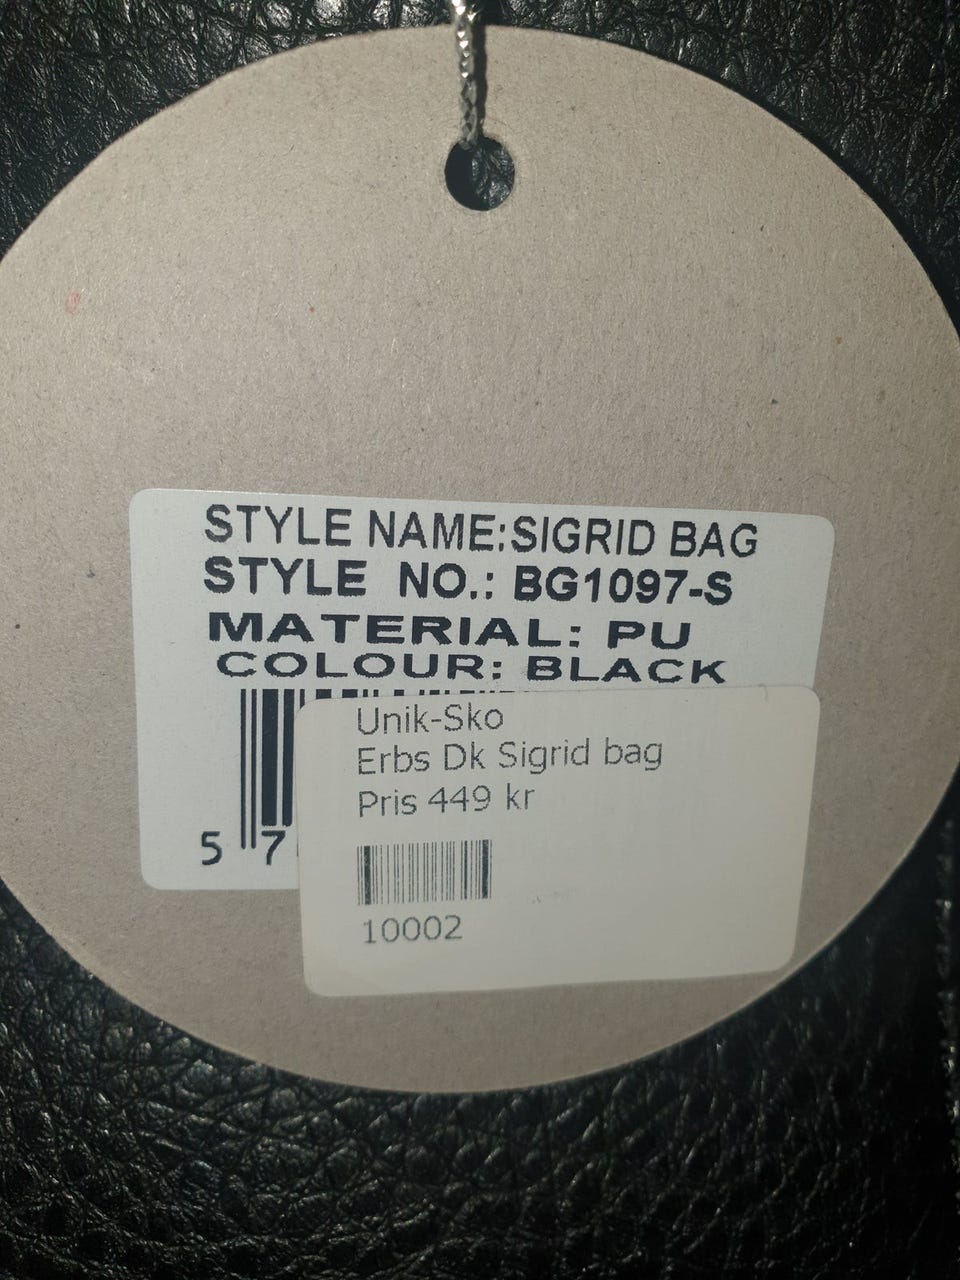 STYLE NAME:SIGRID BAG
STYLE NO.: BG1097-S
MATERIAL: PU
COLOUR: BLACK
5 7
Unik-Sko
Erbs Dk Sigrid bag
Pris 449 kr
10002